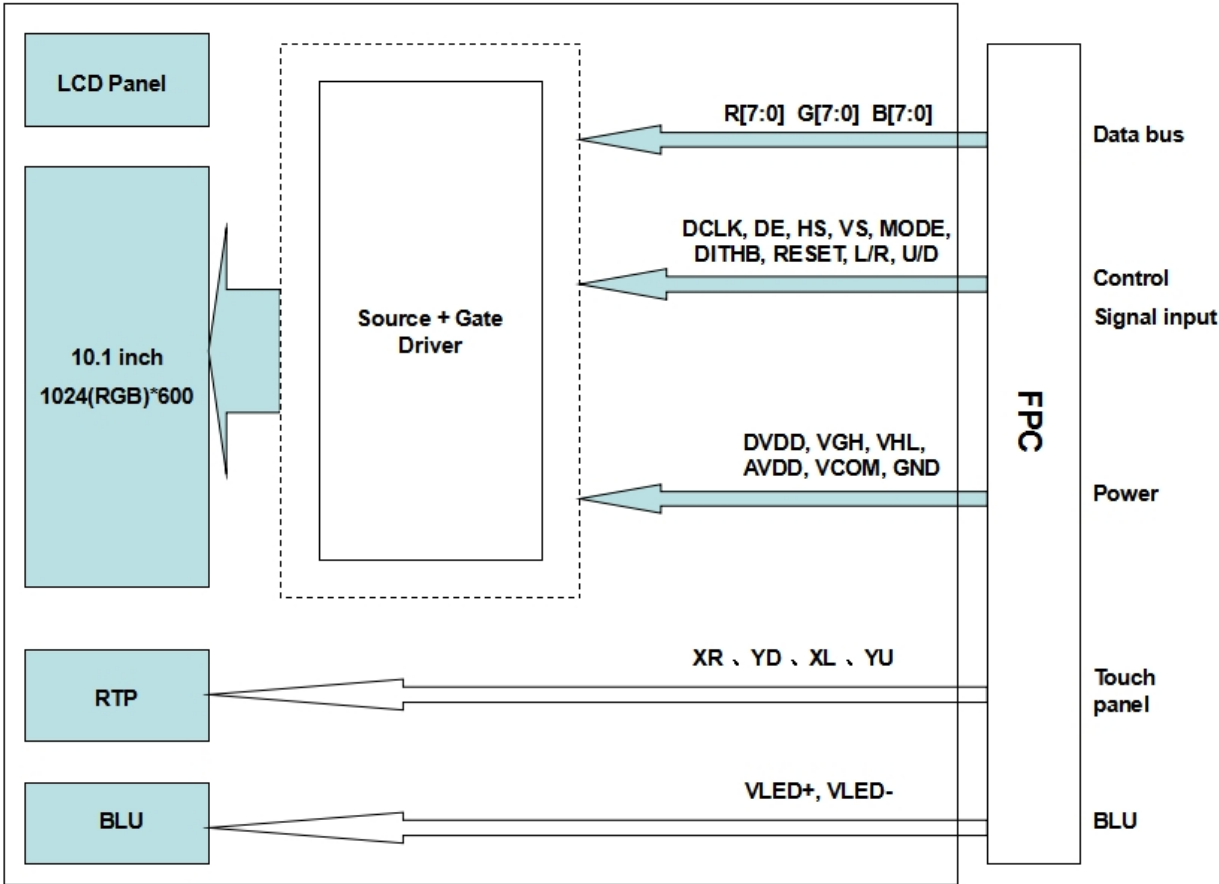 LCD Panel
10.1 inch
1024(RGB)*600
Source + Gate
Driver
R[7:0] G[7:0] B[7:0]
Data bus
DCLK, DE, HS, VS, MODE,
DITHB, RESET, L/R, U/D
Control
Signal input
DVDD, VGH, VHL,
AVDD, VCOM, GND
Power
FPC
RTP
XR 、YD 、XL 、YU
Touch
panel
BLU
VLED+, VLED-
BLU